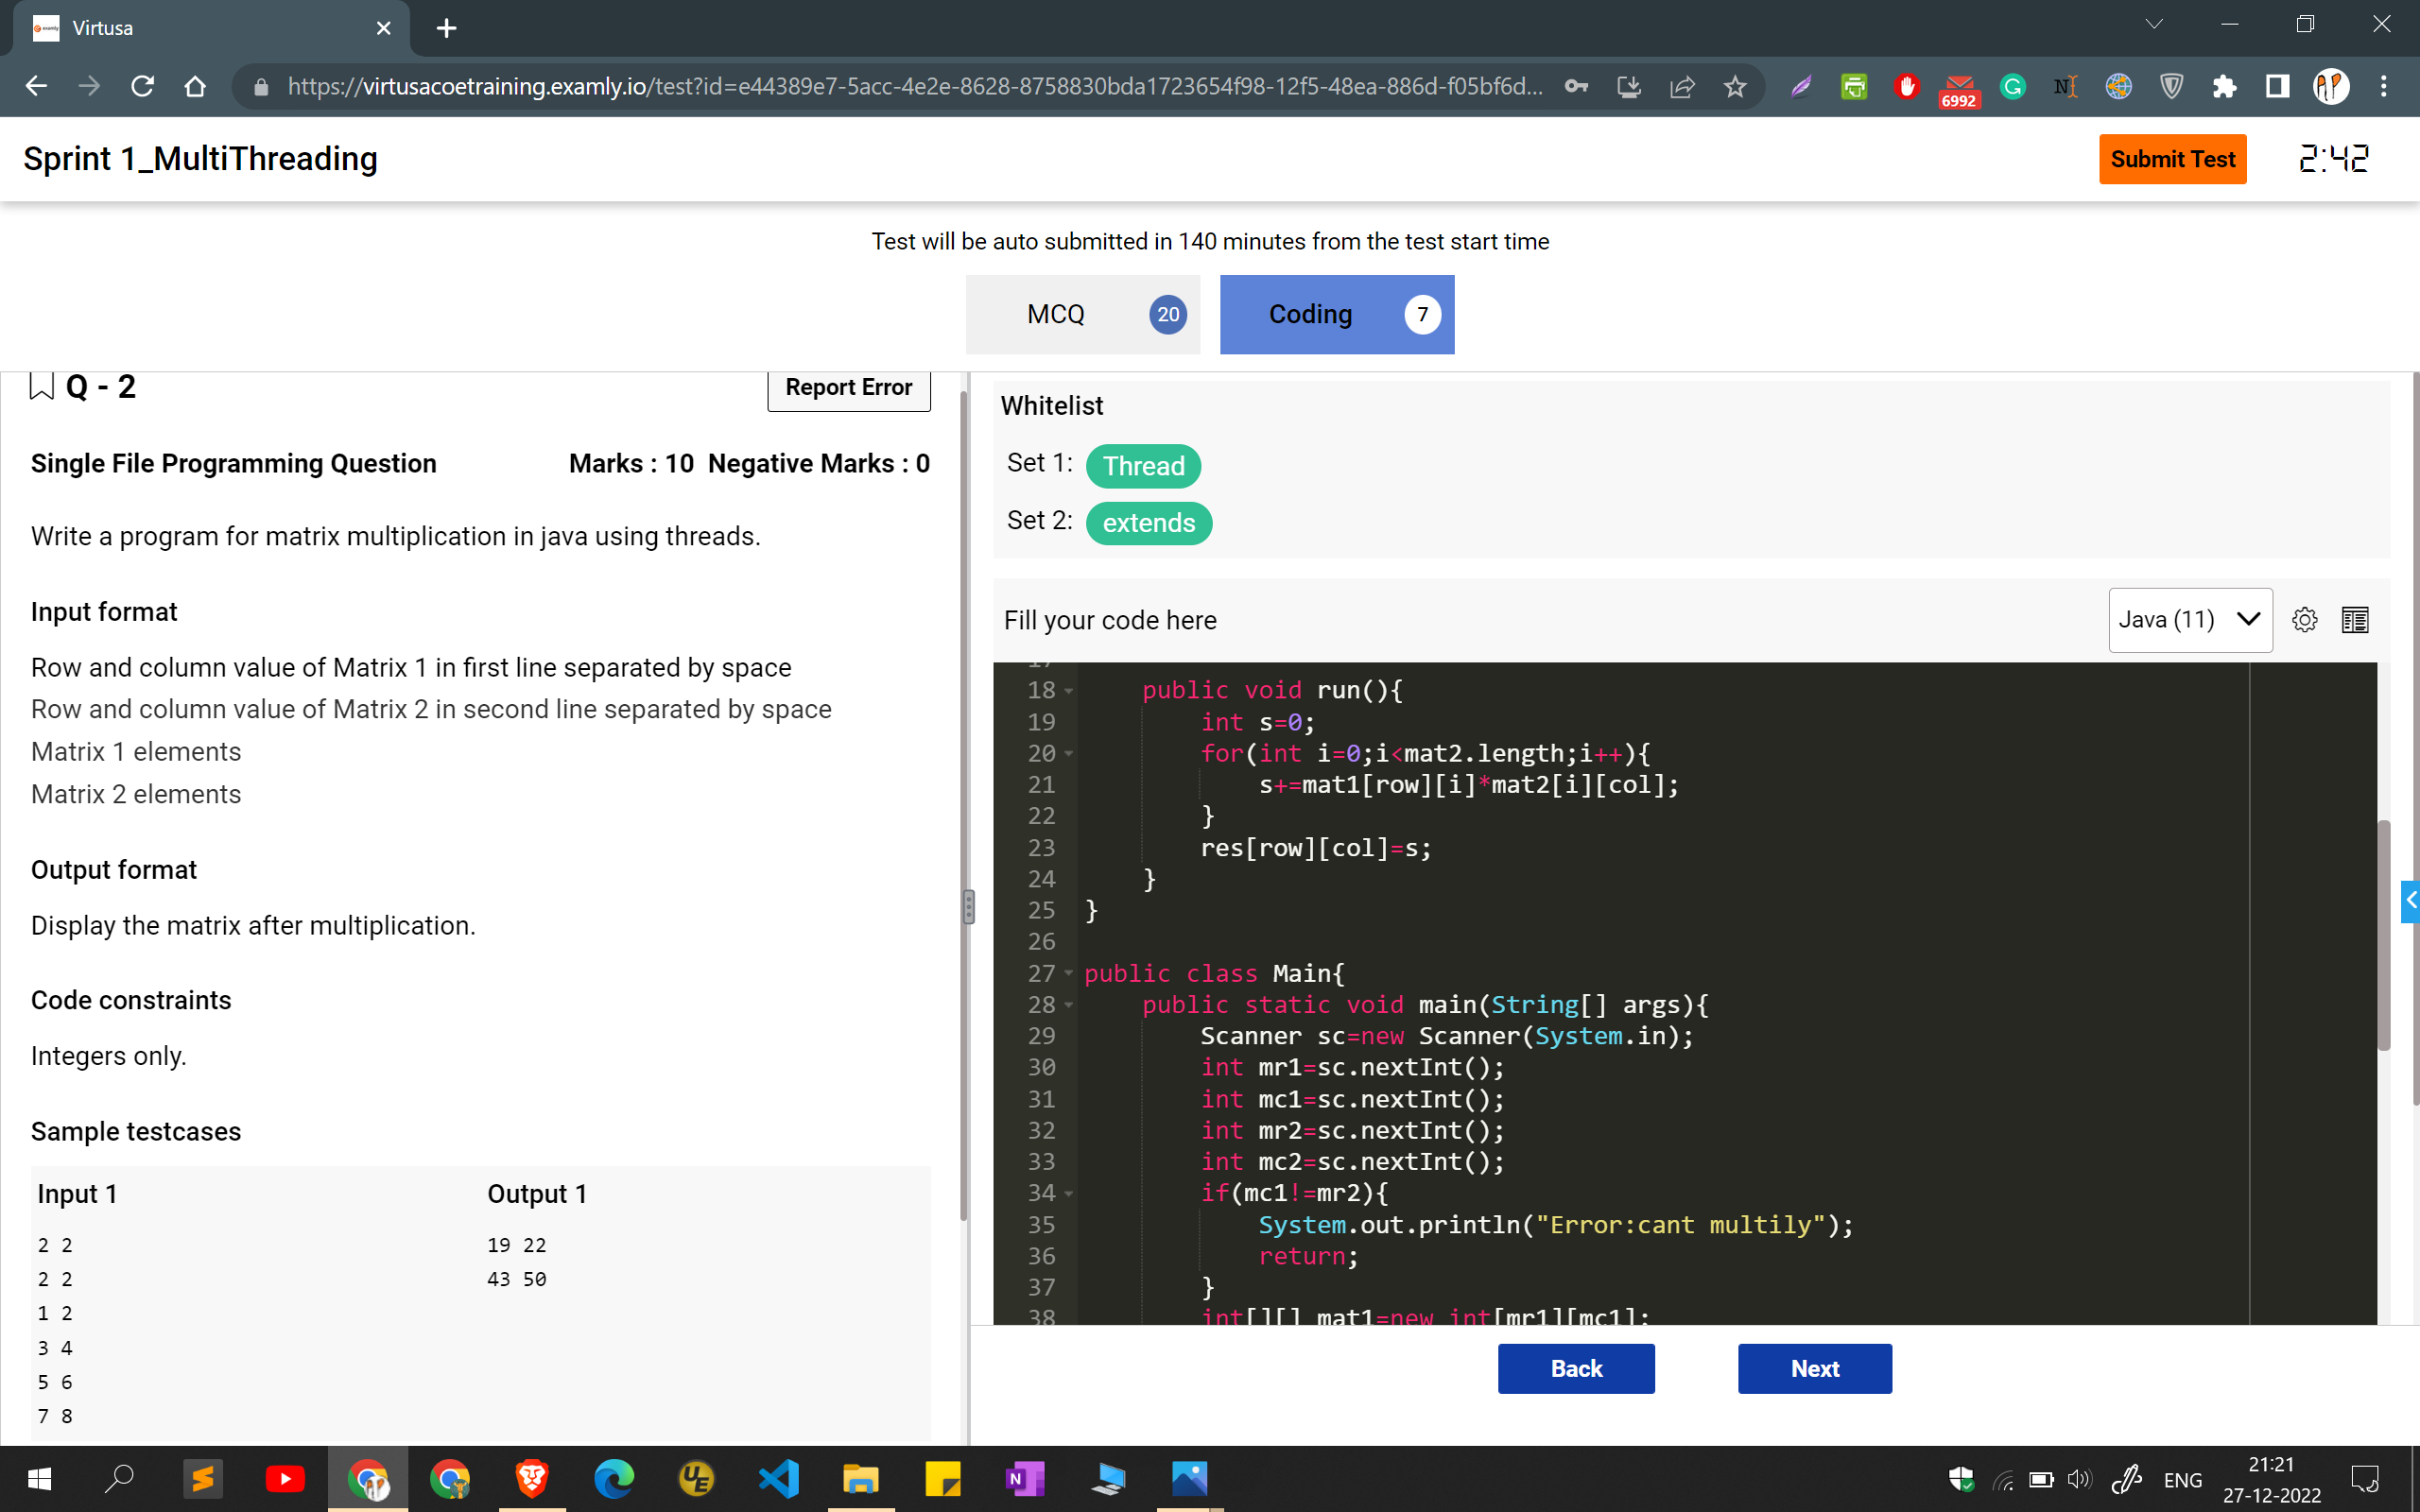 Virtusa
https://virtusacoetraining.examly.io/test?id=e44389e7-5acc-4e2e-8628-8758830bda1723654f98-12f5-48ea-886d-f05bf6d...
6992
Sprint 1_MultiThreading
Submit Test
2:42
Test will be auto submitted in 140 minutes from the test start time
MCQ 20
Coding 7
Q - 2
Report Error
Single File Programming Question
Marks : 10 Negative Marks : 0
Write a program for matrix multiplication in java using threads.
Input format
Row and column value of Matrix 1 in first line separated by space
Row and column value of Matrix 2 in second line separated by space
Matrix 1 elements
Matrix 2 elements
Output format
Display the matrix after multiplication.
Code constraints
Integers only.
Sample testcases
Input 1 Output 1
2 2 19 22
2 2 43 50
1 2
3 4
5 6
7 8
Whitelist
Set 1: Thread
Set 2: extends
Fill your code here
Java (11)
17
18 public void run(){
19 int s=0;
20 for(int i=0;i<mat2.length;i++){
21 s+=mat1[row][i]*mat2[i][col];
22 }
23 res[row][col]=s;
24 }
25 }
26
27 public class Main{
28 public static void main(String[] args){
29 Scanner sc=new Scanner(System.in);
30 int mr1=sc.nextInt();
31 int mc1=sc.nextInt();
32 int mr2=sc.nextInt();
33 int mc2=sc.nextInt();
34 if(mc1!=mr2){
35 System.out.println("Error:cant multily");
36 return;
37 }
38 int[][] mat1=new int[mr1][mc1];
Back
Next
ENG
21:21
27-12-2022